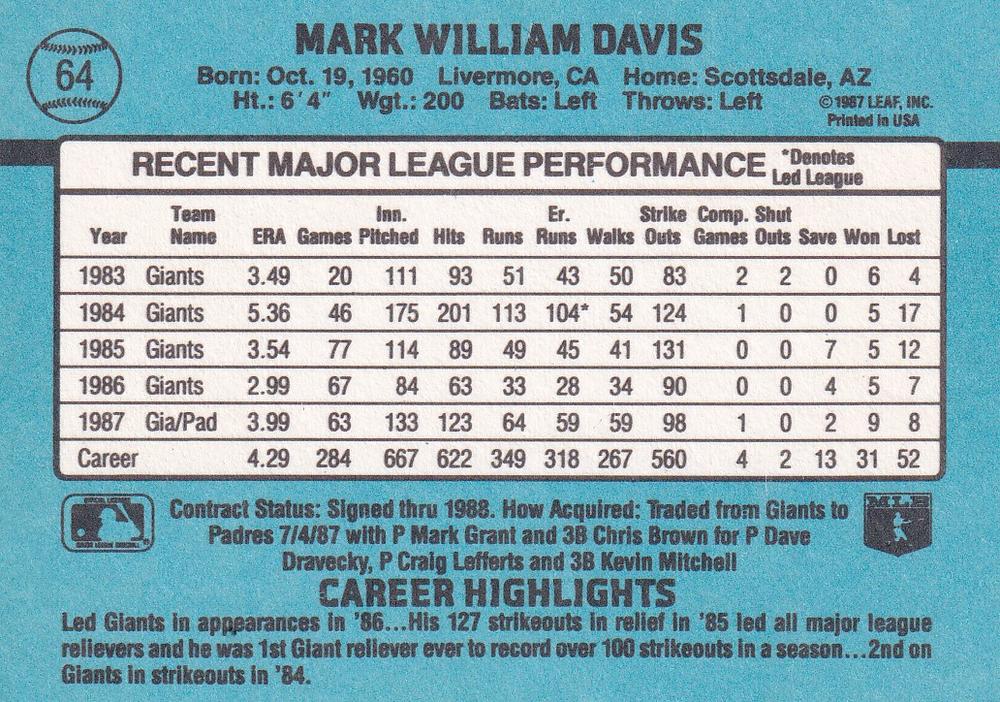 64
MARK WILLIAM DAVIS
Born: Oct. 19, 1960 Livermore, CA Home: Scottsdale, AZ
Ht.: 6'4" Wgt.: 200 Bats: Left Throws: Left
©1987 LEAF, INC.
Printed in USA
RECENT MAJOR LEAGUE PERFORMANCE *Denotes Led League
Year Team Name ERA Games Inn. Pitched Hits Runs Er. Runs Walks Strike Outs Comp. Games Shut Outs Save Won Lost
1983 Giants 3.49 20 111 93 51 43 50 83 2 2 0 6 4
1984 Giants 5.36 46 175 201 113 104* 54 124 1 0 0 5 17
1985 Giants 3.54 77 114 89 49 45 41 131 0 0 7 5 12
1986 Giants 2.99 67 84 63 33 28 34 90 0 0 4 5 7
1987 Gia/Pad 3.99 63 133 123 64 59 59 98 1 0 2 9 8
Career 4.29 284 667 622 349 318 267 560 4 2 13 31 52
Contract Status: Signed thru 1988. How Acquired: Traded from Giants to
Padres 7/4/87 with P Mark Grant and 3B Chris Brown for P Dave
Dravecky, P Craig Lefferts and 3B Kevin Mitchell
MLB
CAREER HIGHLIGHTS
Led Giants in appearances in '86...His 127 strikeouts in relief in '85 led all major league
relievers and he was 1st Giant reliever ever to record over 100 strikeouts in a season...2nd on
Giants in strikeouts in '84.